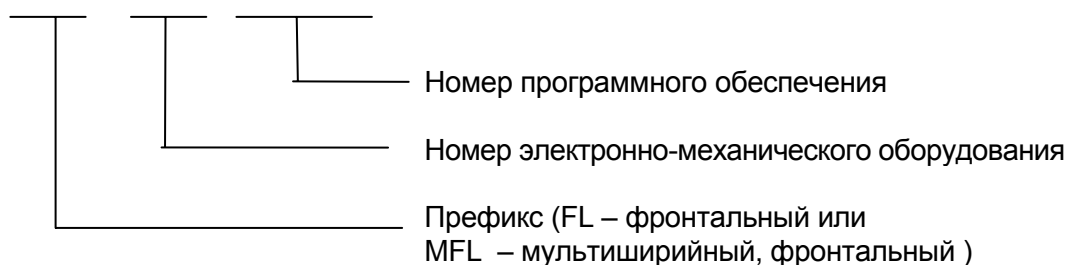 Номер программного обеспечения
Номер электронно-механического оборудования
Префикс (FL – фронтальный или
MFL – мультиширийный, фронтальный )